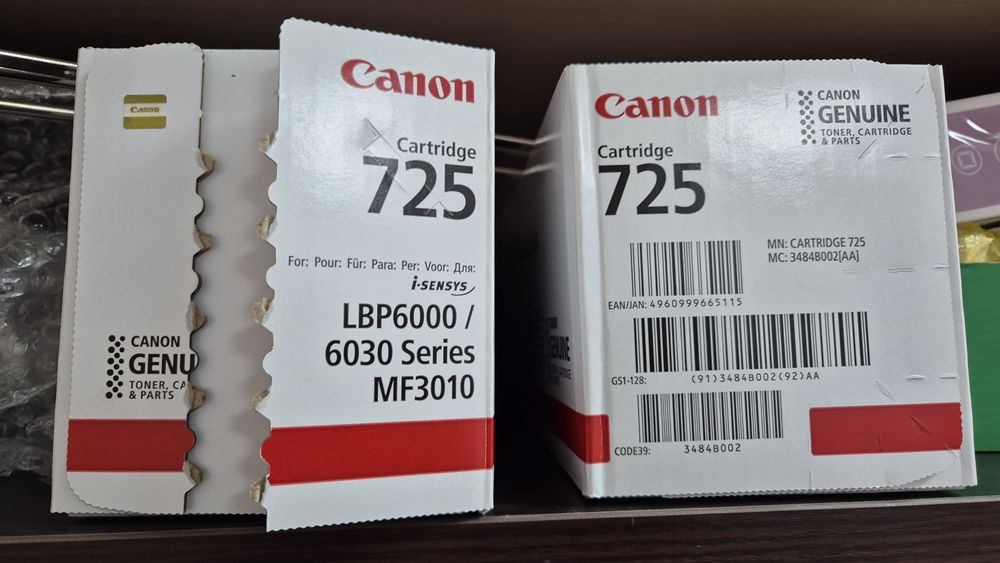 Canon
CANON
GENU
TONER, CA
& PARTS
Canon
Cartridge
725
For: Pour: Für: Para: Per: Voor: Для:
i-SENSYS
LBP6000 /
6030 Series
MF3010
Canon
Cartridge
725
CANON
GENUINE
TONER, CARTRIDGE
& PARTS
MN: CARTRIDGE 725
MC: 3484B002[AA]
EAN/JAN: 4960999665115
GS1-128: (91)3484B002(92)AA
CODE39: 3484B002